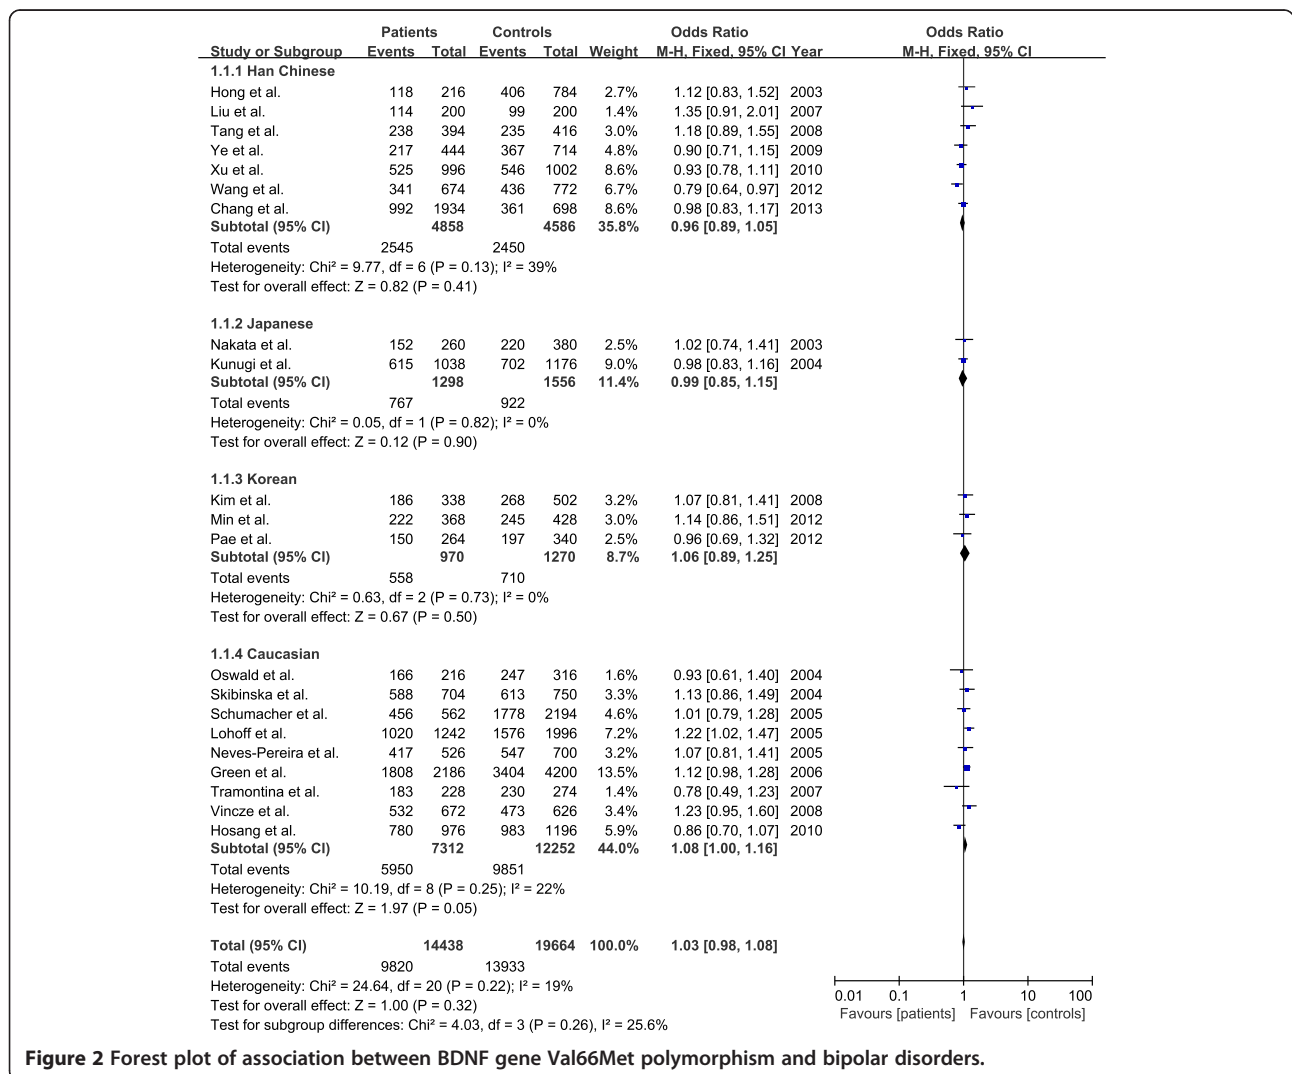 Patients Controls Odds Ratio Odds Ratio
Study or Subgroup Events Total Events Total Weight M-H, Fixed, 95% CI Year M-H, Fixed, 95% CI
1.1.1 Han Chinese
Hong et al. 118 216 406 784 2.7% 1.12 [0.83, 1.52] 2003
Liu et al. 114 200 99 200 1.4% 1.35 [0.91, 2.01] 2007
Tang et al. 238 394 235 416 3.0% 1.18 [0.89, 1.55] 2008
Ye et al. 217 444 367 714 4.8% 0.90 [0.71, 1.15] 2009
Xu et al. 525 996 546 1002 8.6% 0.93 [0.78, 1.11] 2010
Wang et al. 341 674 436 772 6.7% 0.79 [0.64, 0.97] 2012
Chang et al. 992 1934 361 698 8.6% 0.98 [0.83, 1.17] 2013
Subtotal (95% CI) 4858 4586 35.8% 0.96 [0.89, 1.05]
Total events 2545 2450
Heterogeneity: Chi² = 9.77, df = 6 (P = 0.13); I² = 39%
Test for overall effect: Z = 0.82 (P = 0.41)
1.1.2 Japanese
Nakata et al. 152 260 220 380 2.5% 1.02 [0.74, 1.41] 2003
Kunugi et al. 615 1038 702 1176 9.0% 0.98 [0.83, 1.16] 2004
Subtotal (95% CI) 1298 1556 11.4% 0.99 [0.85, 1.15]
Total events 767 922
Heterogeneity: Chi² = 0.05, df = 1 (P = 0.82); I² = 0%
Test for overall effect: Z = 0.12 (P = 0.90)
1.1.3 Korean
Kim et al. 186 338 268 502 3.2% 1.07 [0.81, 1.41] 2008
Min et al. 222 368 245 428 3.0% 1.14 [0.86, 1.51] 2012
Pae et al. 150 264 197 340 2.5% 0.96 [0.69, 1.32] 2012
Subtotal (95% CI) 970 1270 8.7% 1.06 [0.89, 1.25]
Total events 558 710
Heterogeneity: Chi² = 0.63, df = 2 (P = 0.73); I² = 0%
Test for overall effect: Z = 0.67 (P = 0.50)
1.1.4 Caucasian
Oswald et al. 166 216 247 316 1.6% 0.93 [0.61, 1.40] 2004
Skibinska et al. 588 704 613 750 3.3% 1.13 [0.86, 1.49] 2004
Schumacher et al. 456 562 1778 2194 4.6% 1.01 [0.79, 1.28] 2005
Lohoff et al. 1020 1242 1576 1996 7.2% 1.22 [1.02, 1.47] 2005
Neves-Pereira et al. 417 526 547 700 3.2% 1.07 [0.81, 1.41] 2005
Green et al. 1808 2186 3404 4200 13.5% 1.12 [0.98, 1.28] 2006
Tramontina et al. 183 228 230 274 1.4% 0.78 [0.49, 1.23] 2007
Vincze et al. 532 672 473 626 3.4% 1.23 [0.95, 1.60] 2008
Hosang et al. 780 976 983 1196 5.9% 0.86 [0.70, 1.07] 2010
Subtotal (95% CI) 7312 12252 44.0% 1.08 [1.00, 1.16]
Total events 5950 9851
Heterogeneity: Chi² = 10.19, df = 8 (P = 0.25); I² = 22%
Test for overall effect: Z = 1.97 (P = 0.05)
Total (95% CI) 14438 19664 100.0% 1.03 [0.98, 1.08]
Total events 9820 13933
Heterogeneity: Chi² = 24.64, df = 20 (P = 0.22); I² = 19%
Test for overall effect: Z = 1.00 (P = 0.32)
Test for subgroup differences: Chi² = 4.03, df = 3 (P = 0.26), I² = 25.6%
0.01 0.1 1 10 100
Favours [patients] Favours [controls]
Figure 2 Forest plot of association between BDNF gene Val66Met polymorphism and bipolar disorders.